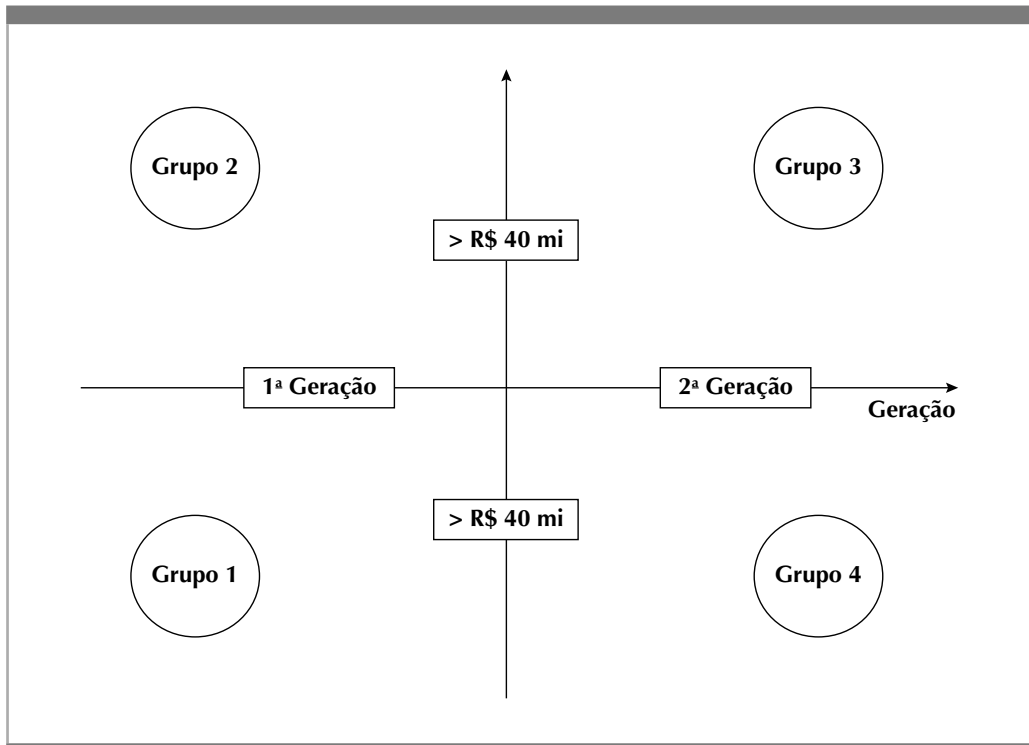 Grupo 2
Grupo 3
> R$ 40 mi
1ª Geração
2ª Geração
Geração
> R$ 40 mi
Grupo 1
Grupo 4